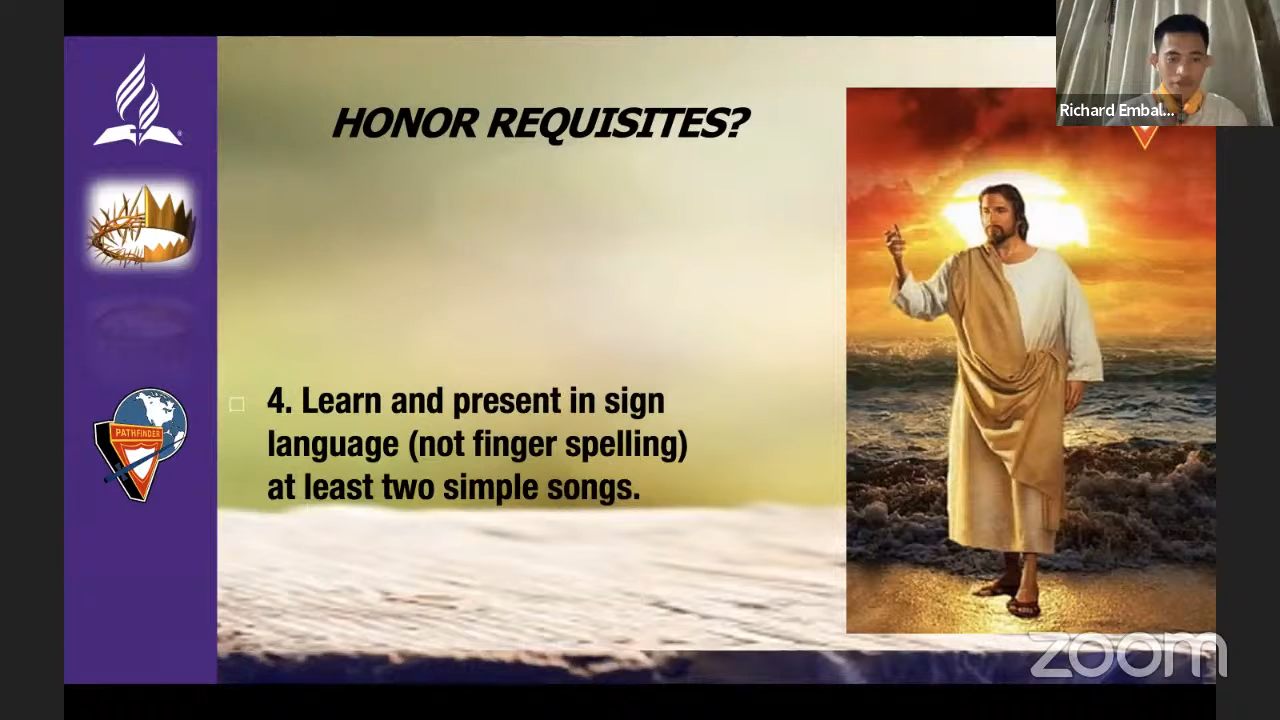 HONOR REQUISITES?
Richard Embal...
PATHFINDER
4. Learn and present in sign
language (not finger spelling)
at least two simple songs.
zoom